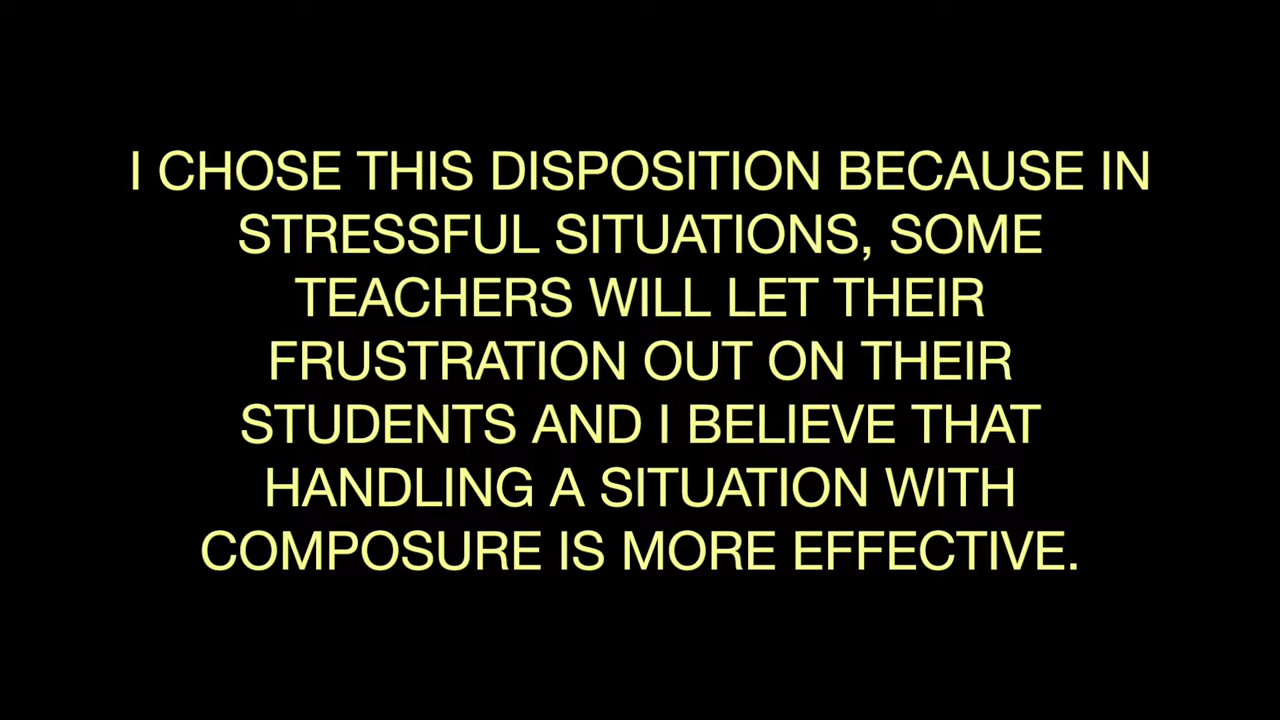 I CHOSE THIS DISPOSITION BECAUSE IN
STRESSFUL SITUATIONS, SOME
TEACHERS WILL LET THEIR
FRUSTRATION OUT ON THEIR
STUDENTS AND I BELIEVE THAT
HANDLING A SITUATION WITH
COMPOSURE IS MORE EFFECTIVE.